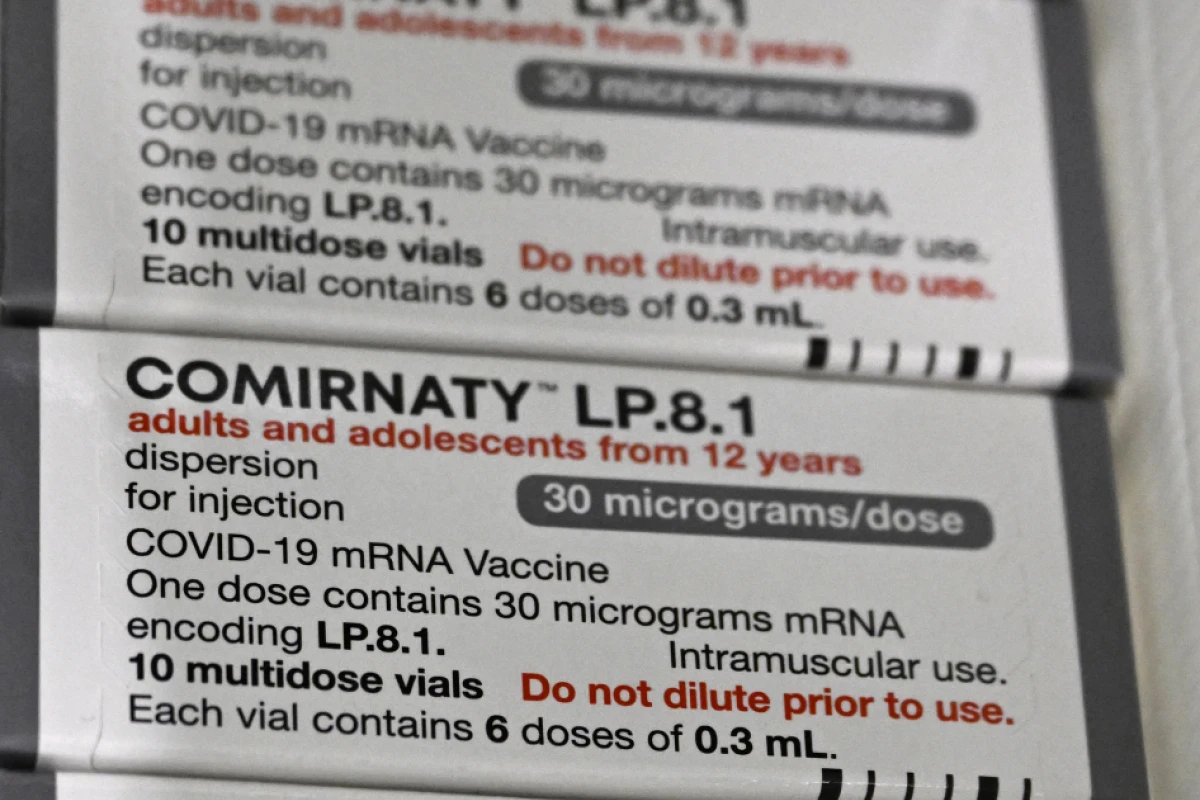 LP.8.1
adults and adolescents from 12 years
dispersion
for injection
30 micrograms/dose
COVID-19 mRNA Vaccine
One dose contains 30 micrograms mRNA
encoding LP.8.1.
Intramuscular use.
10 multidose vials Do not dilute prior to use.
Each vial contains 6 doses of 0.3 mL.
COMIRNATY™ LP.8.1
adults and adolescents from 12 years
dispersion
for injection
30 micrograms/dose
COVID-19 mRNA Vaccine
One dose contains 30 micrograms mRNA
encoding LP.8.1.
Intramuscular use.
10 multidose vials Do not dilute prior to use.
Each vial contains 6 doses of 0.3 mL.